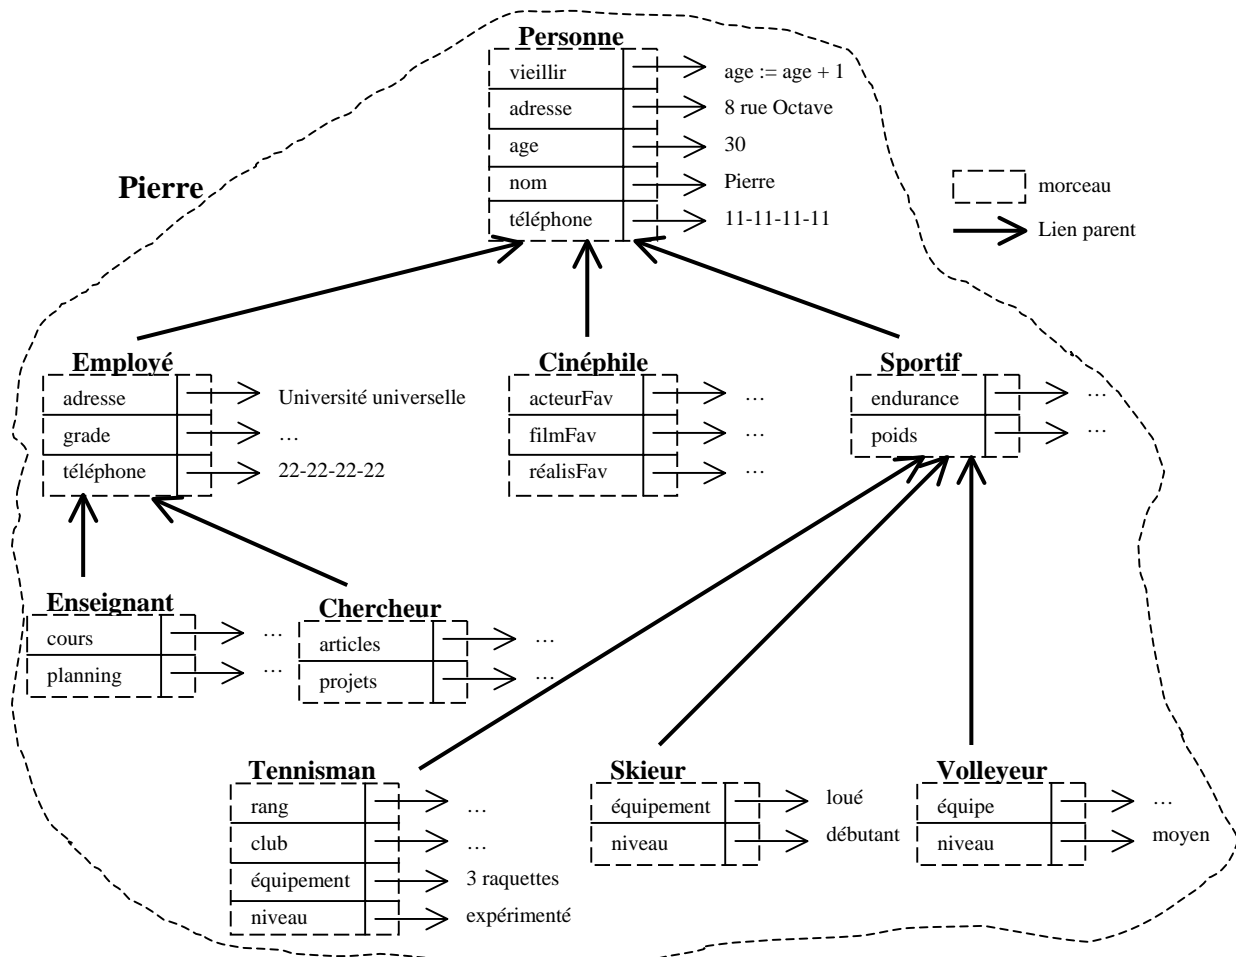 Personne
vieillir
age := age + 1
adresse
8 rue Octave
age
30
nom
Pierre
téléphone
11-11-11-11
Pierre
morceau
Lien parent
Employé
adresse
Université universelle
grade
…
téléphone
22-22-22-22
Cinéphile
acteurFav
…
filmFav
…
réalisFav
…
Sportif
endurance
…
poids
…
Enseignant
cours
…
planning
…
Chercheur
articles
…
projets
…
Tennisman
rang
…
club
…
équipement
3 raquettes
niveau
expérimenté
Skieur
équipement
loué
niveau
débutant
Volleyeur
équipe
…
niveau
moyen